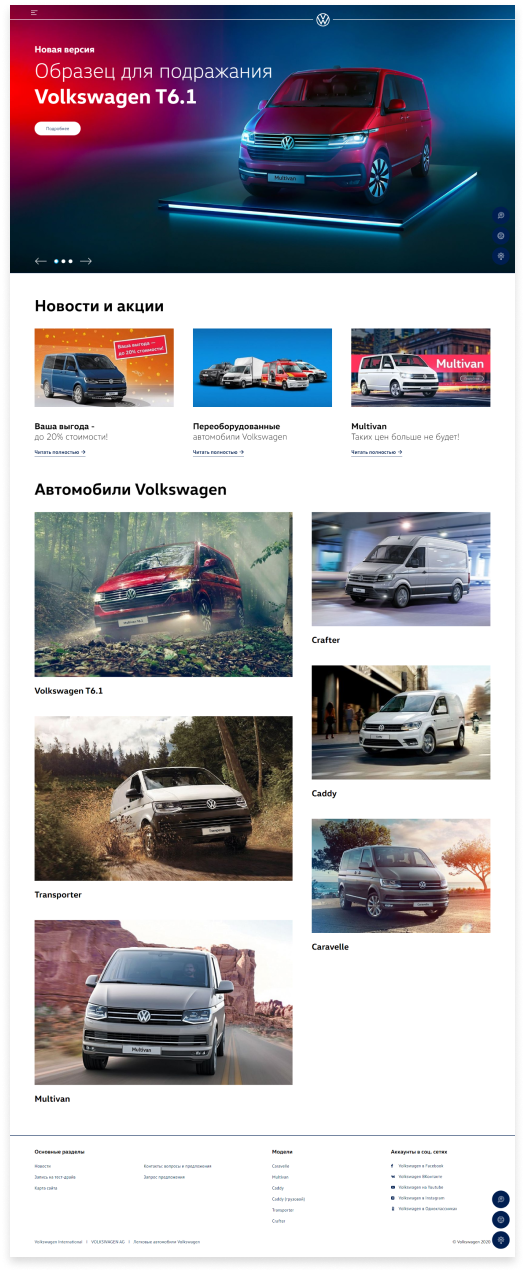 Новая версия
Образец для подражания
Volkswagen T6.1
Подробнее
Multivan
Новости и акции
Ваша выгода —
до 20% стоимости!
Multivan
Ваша выгода -
до 20% стоимости!
Читать полностью →
Переоборудованные
автомобили Volkswagen
Читать полностью →
Multivan
Таких цен больше не будет!
Читать полностью →
Автомобили Volkswagen
Volkswagen T6.1
Crafter
Caddy
Transporter
Transporter
Caravelle
Multivan
Multivan
Основные разделы
Новости
Запись на тест-драйв
Карта сайта
Контакты: вопросы и предложения
Запрос предложения
Модели
Caravelle
Multivan
Caddy
Caddy (грузовой)
Transporter
Crafter
Аккаунты в соц. сетях
Volkswagen в Facebook
Volkswagen ВКонтакте
Volkswagen на Youtube
Volkswagen в Instagram
Volkswagen в Одноклассниках
Volkswagen International | VOLKSWAGEN AG | Легковые автомобили Volkswagen
© Volkswagen 2020